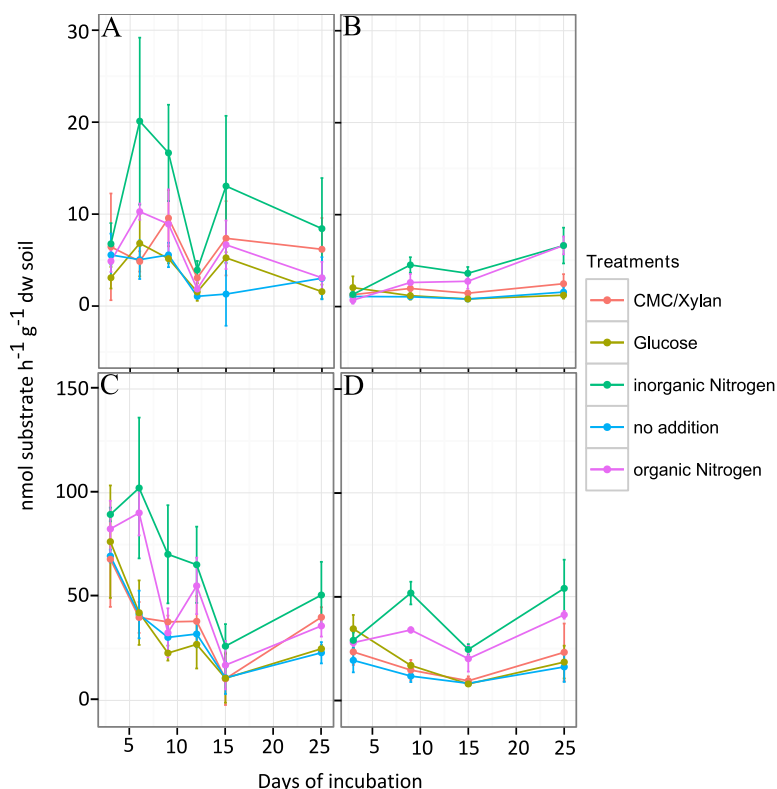 A
B
30
20
10
0
C
D
150
100
50
0
5
10
15
20
25
5
10
15
20
25
nmol substrate h⁻¹ g⁻¹ dw soil
Days of incubation
Treatments
CMC/Xylan
Glucose
inorganic Nitrogen
no addition
organic Nitrogen